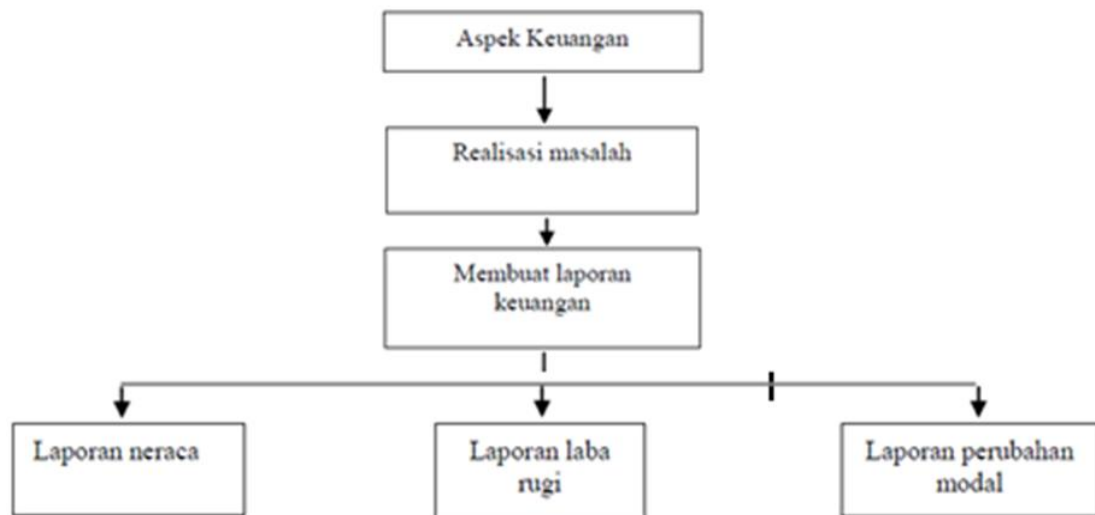 Aspek Keuangan
Realisasi masalah
Membuat laporan
keuangan
Laporan neraca
Laporan laba
rugi
Laporan perubahan
modal